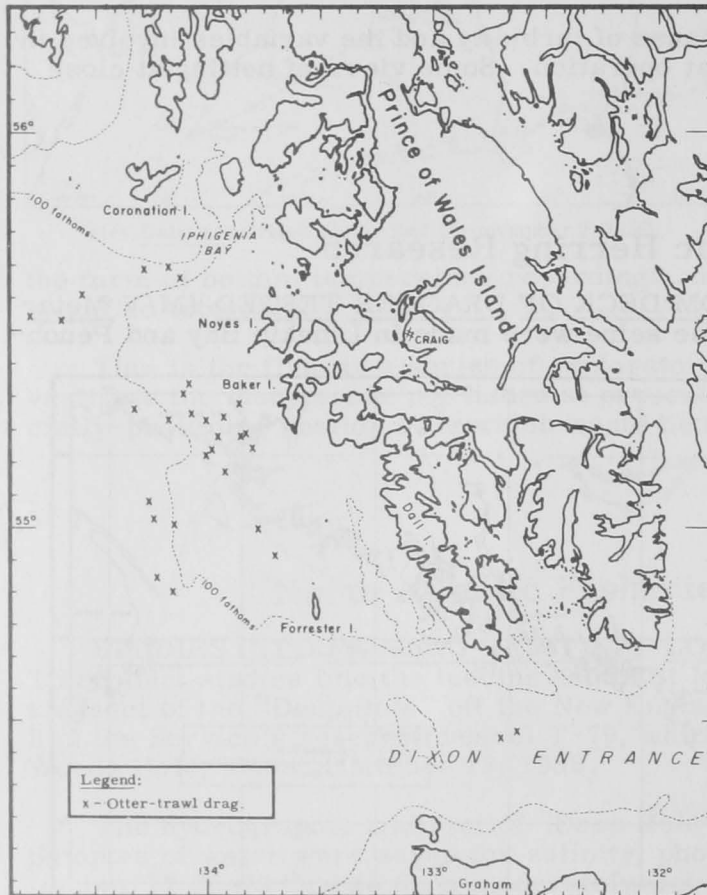 56°
Prince of Wales Island
100 fathoms
Coronation I.
IPHIGENIA
BAY
Noyes I.
CRAIG
Baker I.
Dall I.
55°
100 fathoms
Forrester I.
DIXON ENTRANCE
Legend:
x - Otter-trawl drag.
134°
133°
132°
Graham I.